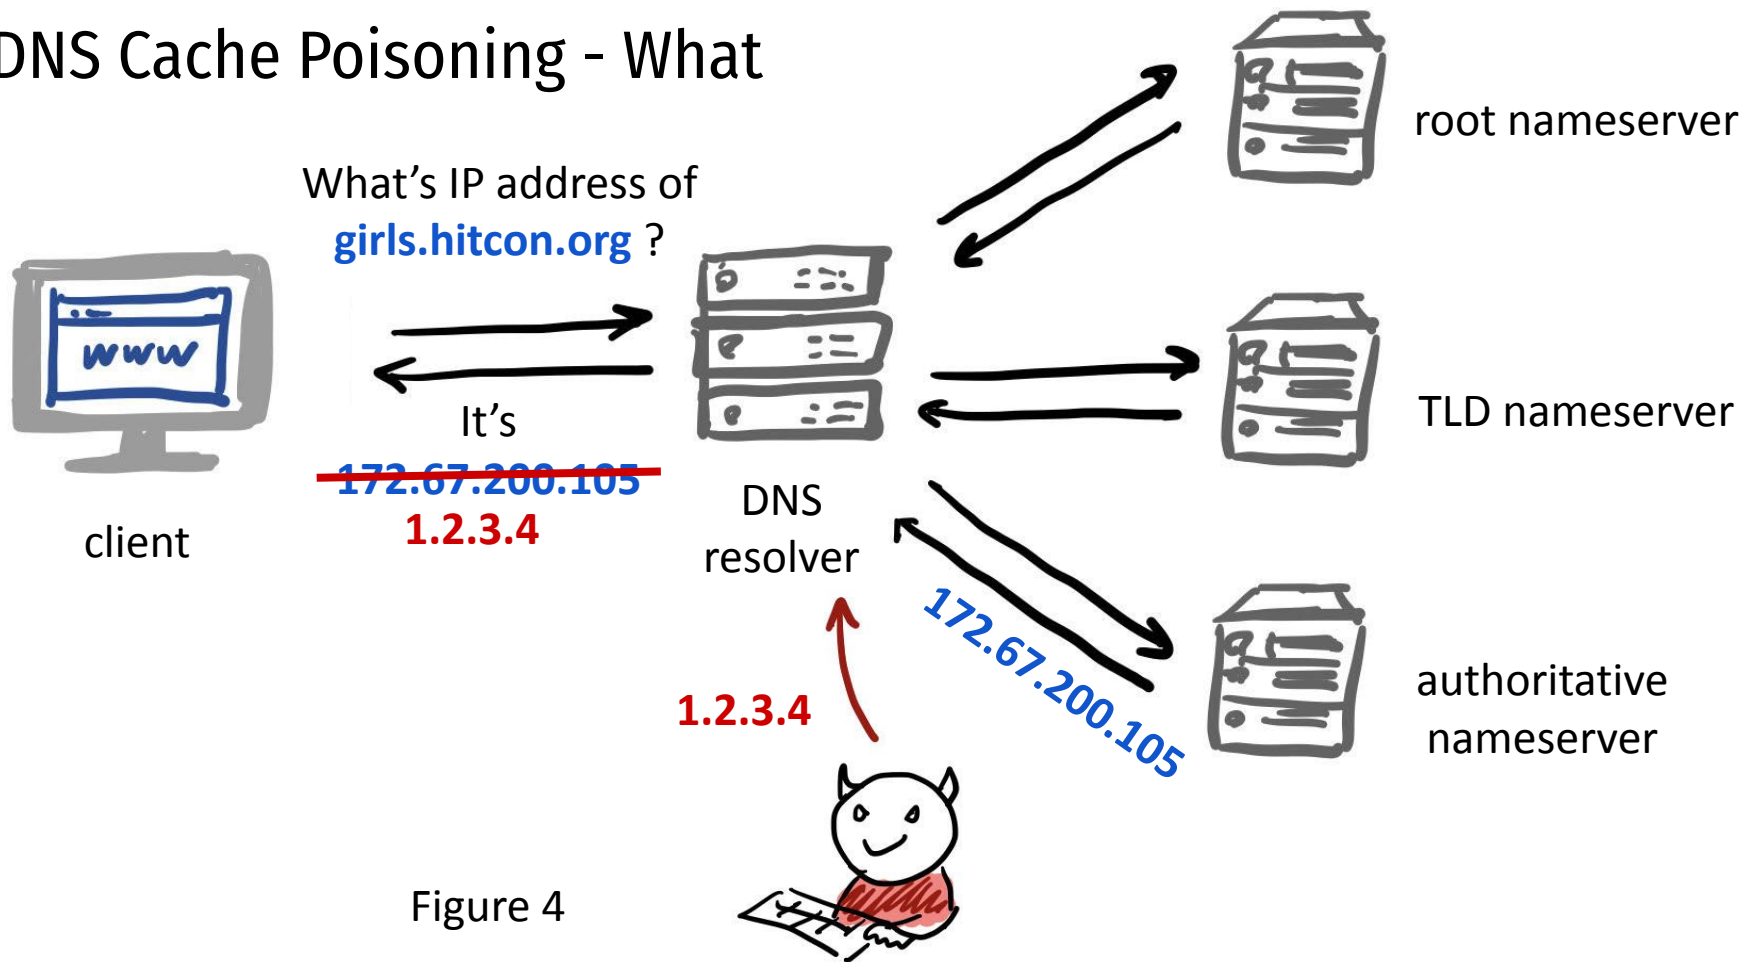 DNS Cache Poisoning - What
root nameserver
What's IP address of
girls.hitcon.org ?
www
It's
172.67.200.105
1.2.3.4
client
DNS
resolver
TLD nameserver
172.67.200.105
1.2.3.4
authoritative
nameserver
Figure 4